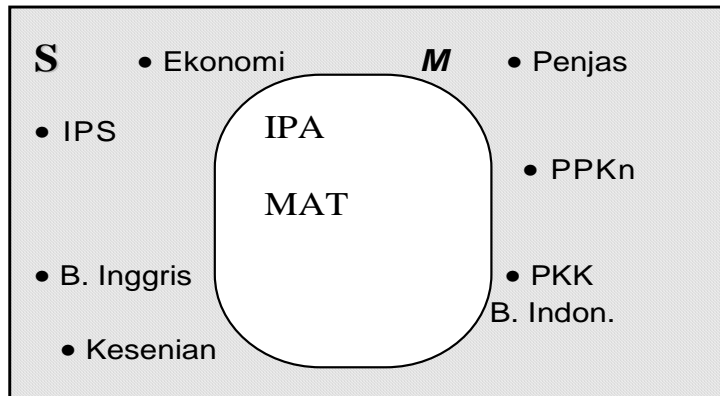 S • Ekonomi M • Penjas
• IPS
IPA
• PPKn
MAT
• B. Inggris
• PKK
B. Indon.
• Kesenian